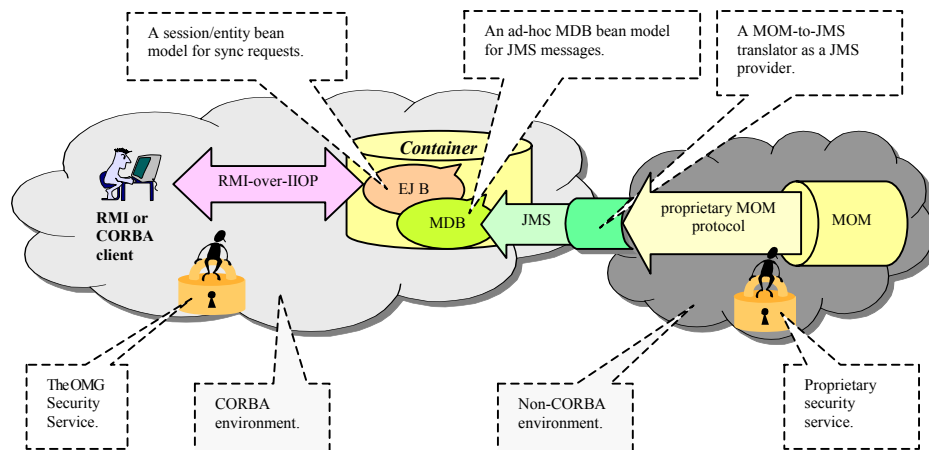 A session/entity bean
model for sync requests.
An ad-hoc MDB bean model
for JMS messages.
A MOM-to-JMS
translator as a JMS
provider.
Container
RMI-over-IIOP
EJ B
MDB
JMS
proprietary MOM
protocol
MOM
RMI or
CORBA
client
The OMG
Security
Service.
CORBA
environment.
Non-CORBA
environment.
Proprietary
security
service.